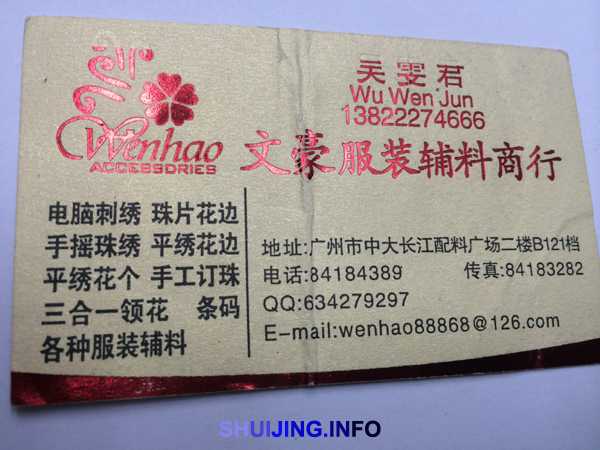 吴雯君
Wu Wen Jun
13822274666
Wenhao
ACCESSORIES
文豪服装辅料商行
电脑刺绣 珠片花边
手摇珠绣 平绣花边
平绣花个 手工订珠
三合一领花 条码
各种服装辅料
地址:广州市中大长江配料广场二楼B121档
电话:84184389 传真:84183282
QQ:634279297
E-mail:wenhao88868@126.com
SHUIJING.INFO